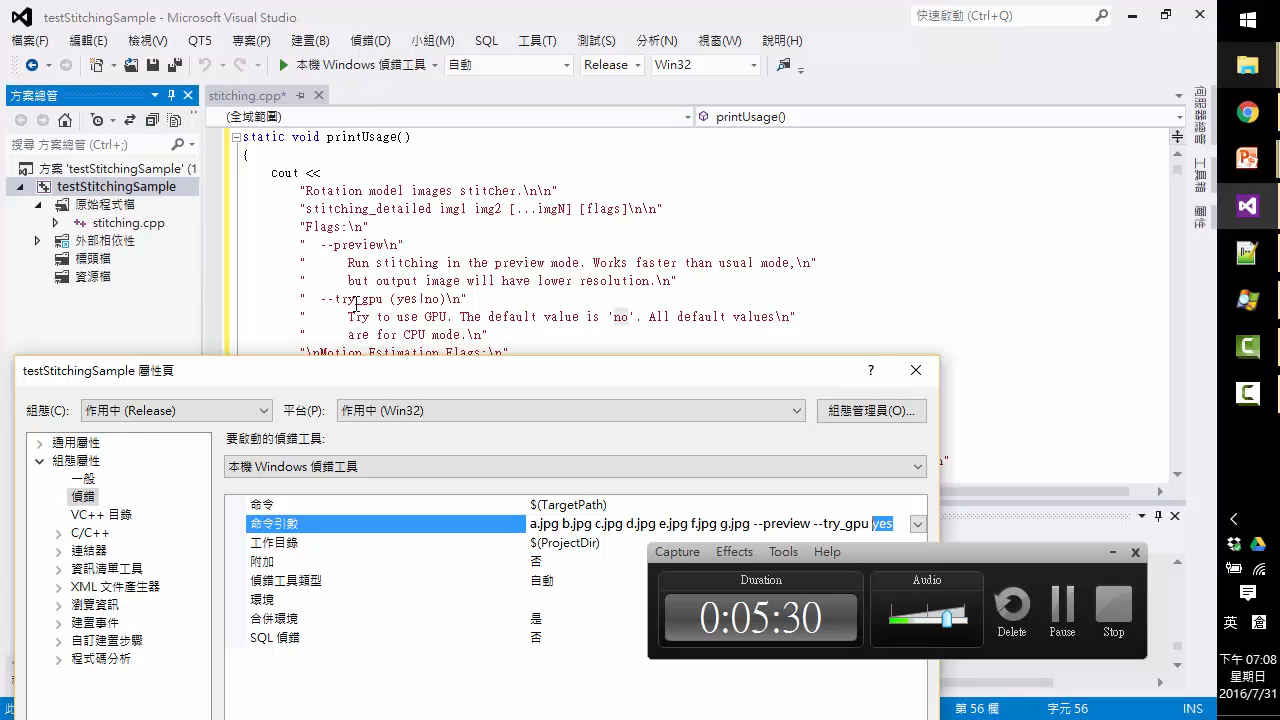 testStitchingSample - Microsoft Visual Studio
快速啟動 (Ctrl+Q)
檔案(F) 編輯(E) 檢視(V) QT5 專案(P) 建置(B) 偵錯(D) 小組(M) SQL 工具(T) 測試(S) 分析(N) 視窗(W) 說明(H)
本機 Windows 偵錯工具 自動 Release Win32
方案總管
stitching.cpp*
(全域範圍)
printUsage()
搜尋 方案總管 (Ctrl+;)
方案 'testStitchingSample' (1
testStitchingSample
原始程式檔
stitching.cpp
外部相依性
標頭檔
資源檔
static void printUsage()
{
cout <<
"Rotation model images stitcher.\n\n"
"stitching_detailed img1 img2 [...imgN] [flags]\n\n"
"Flags:\n"
" --preview\n"
" Run stitching in the preview mode. Works faster than usual mode,\n"
" but output image will have lower resolution.\n"
" --try_gpu (yes|no)\n"
" Try to use GPU. The default value is 'no'. All default values\n"
" are for CPU mode.\n"
"\nMotion Estimation Flags:\n"
\n"
伺服器總管
工具箱
屬性
testStitchingSample 屬性頁
組態(C): 作用中 (Release) 平台(P): 作用中 (Win32) 組態管理員(O)...
通用屬性
組態屬性
一般
偵錯
VC++ 目錄
C/C++
連結器
資訊清單工具
XML 文件產生器
瀏覽資訊
建置事件
自訂建置步驟
程式碼分析
要啟動的偵錯工具:
本機 Windows 偵錯工具
命令 $(TargetPath)
命令引數 a.jpg b.jpg c.jpg d.jpg e.jpg f.jpg g.jpg --preview --try_gpu yes
工作目錄 $(ProjectDir)
附加 否
偵錯工具類型 自動
環境
合併環境 是
SQL 偵錯 否
Capture Effects Tools Help
Duration
0:05:30
Audio
Delete
Pause
Stop
第 56 欄 字元 56 INS
英
倉
下午 07:08
星期日
2016/7/31